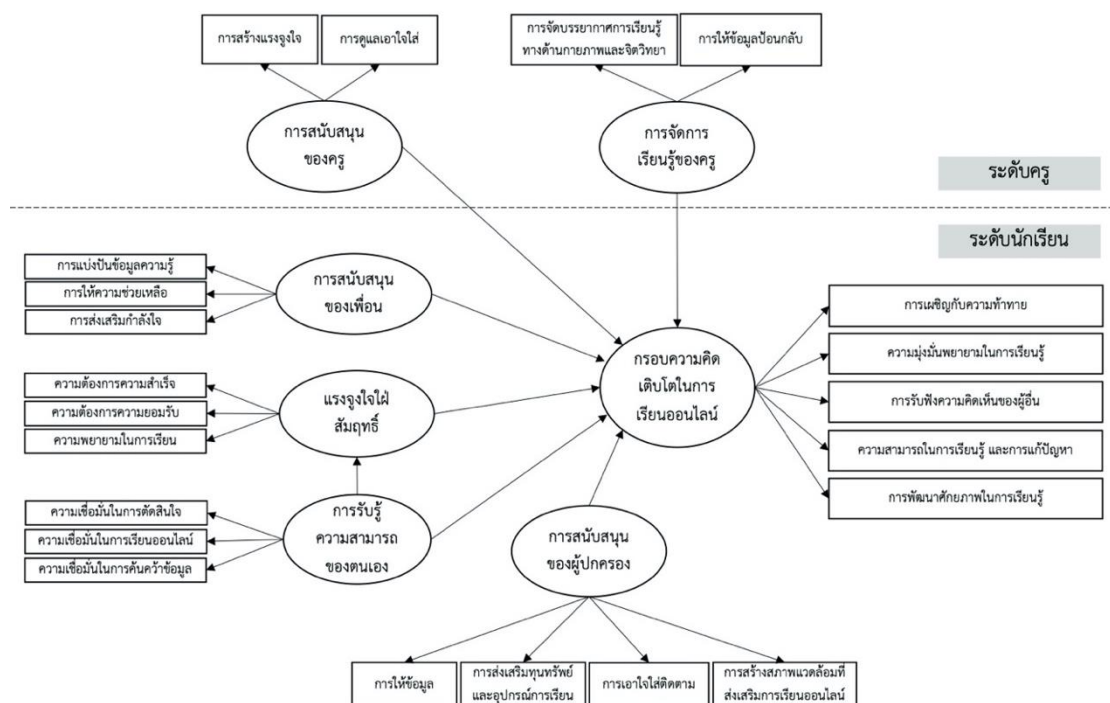 การสร้างแรงจูงใจ
การดูแลเอาใจใส่
การจัดบรรยากาศการเรียนรู้
ทางด้านกายภาพและจิตวิทยา
การให้ข้อมูลป้อนกลับ
การสนับสนุน
ของครู
การจัดการ
เรียนรู้ของครู
ระดับครู
ระดับนักเรียน
การแบ่งปันข้อมูลความรู้
การให้ความช่วยเหลือ
การส่งเสริมกำลังใจ
การสนับสนุน
ของเพื่อน
ความต้องการความสำเร็จ
ความต้องการความยอมรับ
ความพยายามในการเรียน
แรงจูงใจใฝ่
สัมฤทธิ์
กรอบความคิด
เติบโตในการ
เรียนออนไลน์
การเผชิญกับความท้าทาย
ความมุ่งมั่นพยายามในการเรียนรู้
การรับฟังความคิดเห็นของผู้อื่น
ความสามารถในการเรียนรู้ และการแก้ปัญหา
การพัฒนาศักยภาพในการเรียนรู้
ความเชื่อมั่นในการตัดสินใจ
ความเชื่อมั่นในการเรียนออนไลน์
ความเชื่อมั่นในการค้นคว้าข้อมูล
การรับรู้
ความสามารถ
ของตนเอง
การสนับสนุน
ของผู้ปกครอง
การให้ข้อมูล
การส่งเสริมทุนทรัพย์
และอุปกรณ์การเรียน
การเอาใจใส่ติดตาม
การสร้างสภาพแวดล้อมที่
ส่งเสริมการเรียนออนไลน์